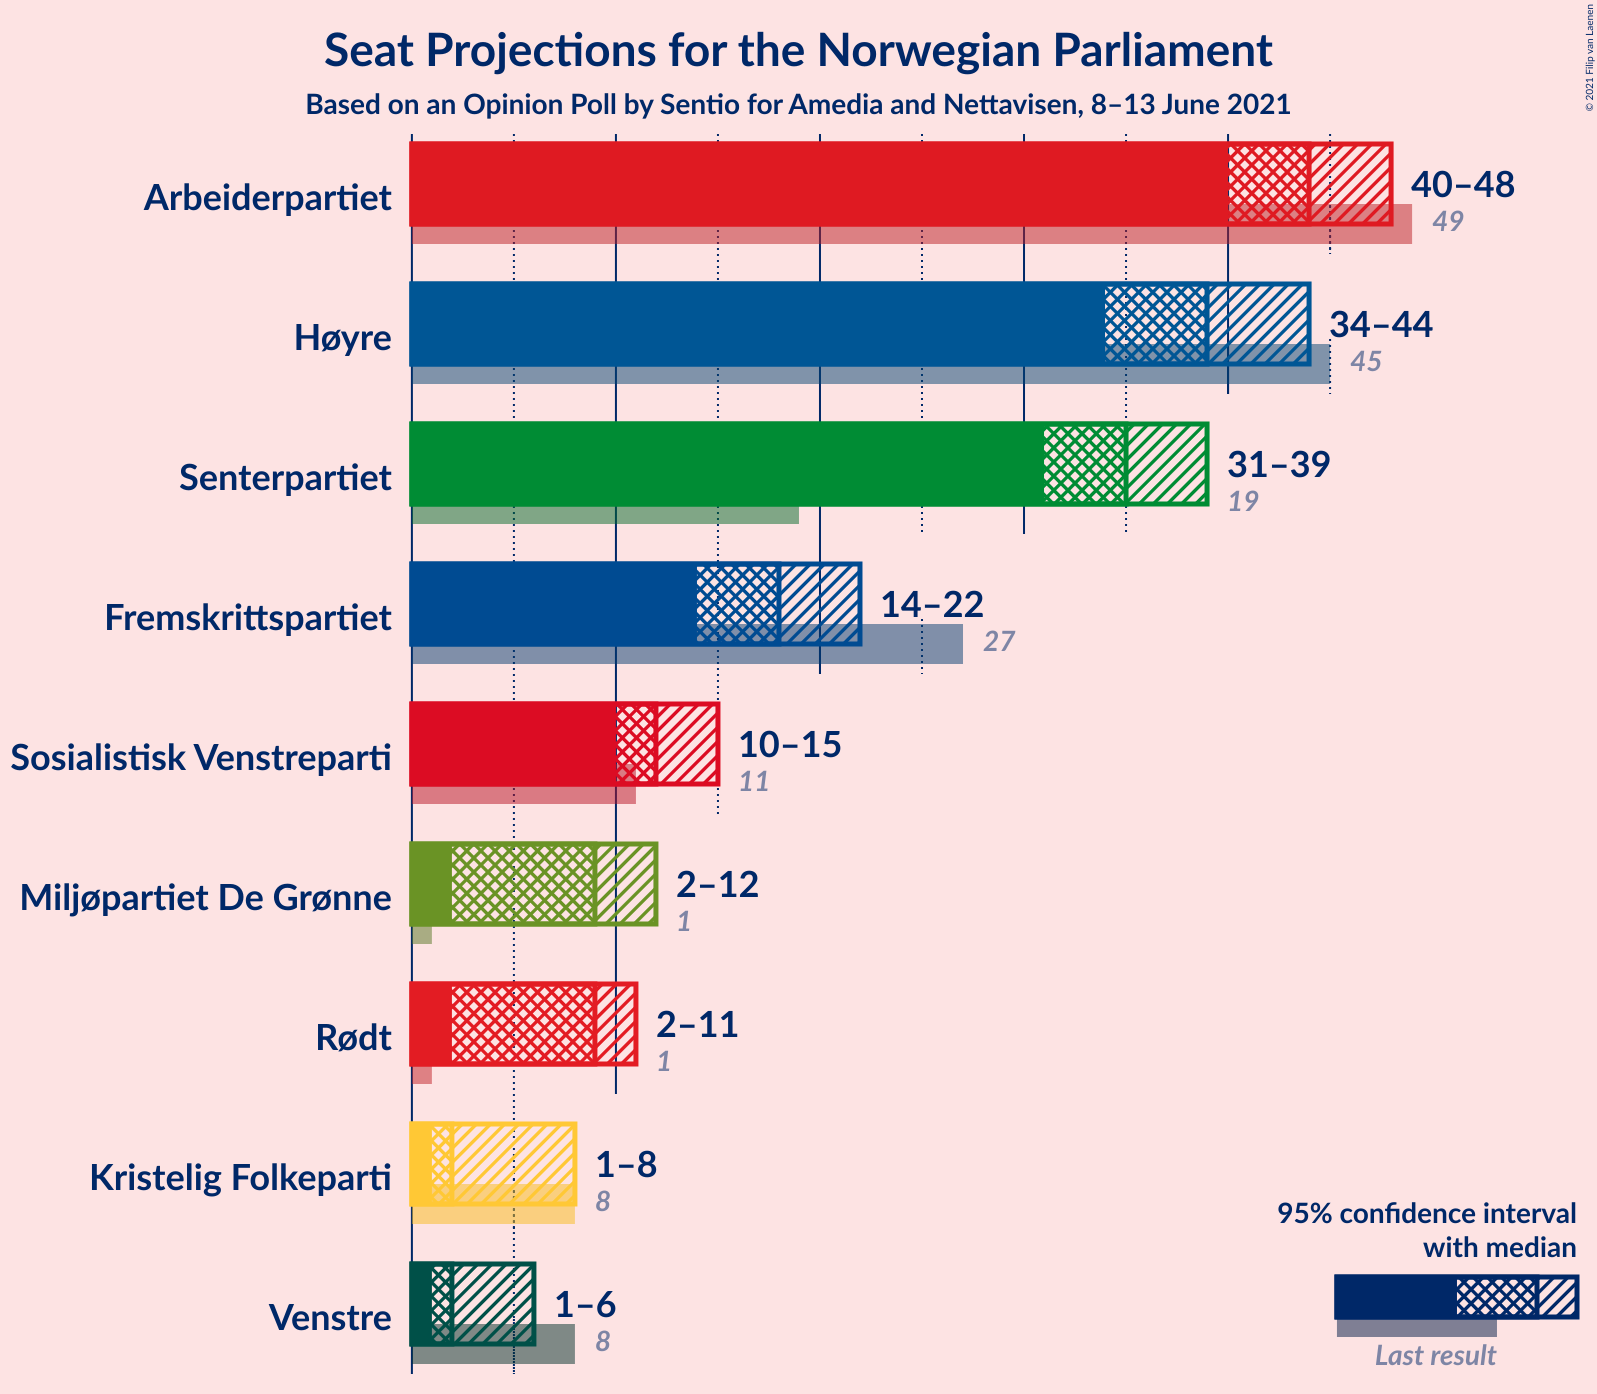 Seat Projections for the Norwegian Parliament
Based on an Opinion Poll by Sentio for Amedia and Nettavisen, 8–13 June 2021
© 2021 Filip van Laenen
Arbeiderpartiet
40–48
49
Høyre
34–44
45
Senterpartiet
31–39
19
Fremskrittspartiet
14–22
27
Sosialistisk Venstreparti
10–15
11
Miljøpartiet De Grønne
2–12
1
Rødt
2–11
1
Kristelig Folkeparti
1–8
8
Venstre
1–6
8
95% confidence interval
with median
Last result